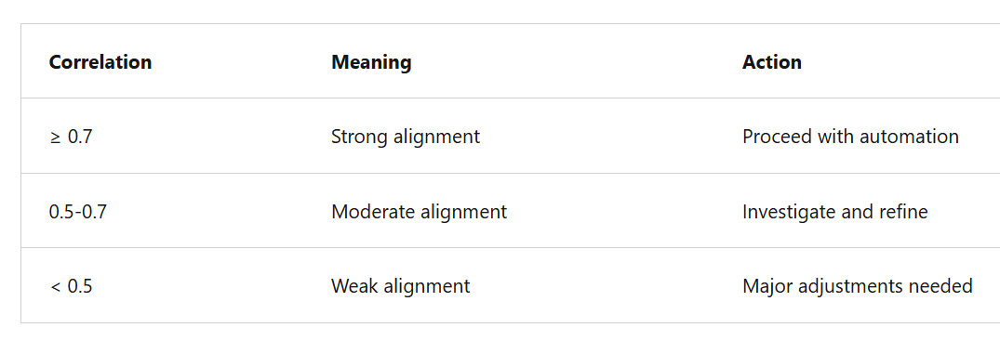 Correlation Meaning Action
≥ 0.7 Strong alignment Proceed with automation
0.5-0.7 Moderate alignment Investigate and refine
< 0.5 Weak alignment Major adjustments needed